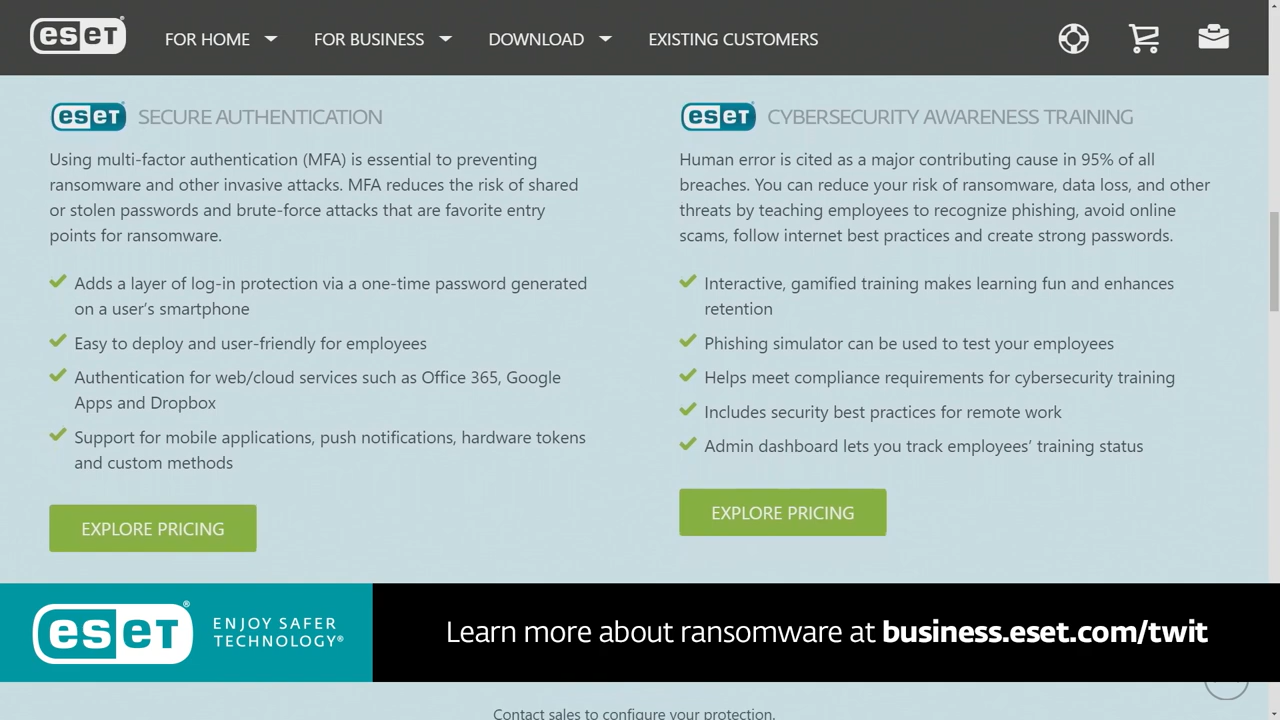 eset FOR HOME FOR BUSINESS DOWNLOAD EXISTING CUSTOMERS
eset SECURE AUTHENTICATION
Using multi-factor authentication (MFA) is essential to preventing
ransomware and other invasive attacks. MFA reduces the risk of shared
or stolen passwords and brute-force attacks that are favorite entry
points for ransomware.
Adds a layer of log-in protection via a one-time password generated
on a user’s smartphone
Easy to deploy and user-friendly for employees
Authentication for web/cloud services such as Office 365, Google
Apps and Dropbox
Support for mobile applications, push notifications, hardware tokens
and custom methods
EXPLORE PRICING
eset CYBERSECURITY AWARENESS TRAINING
Human error is cited as a major contributing cause in 95% of all
breaches. You can reduce your risk of ransomware, data loss, and other
threats by teaching employees to recognize phishing, avoid online
scams, follow internet best practices and create strong passwords.
Interactive, gamified training makes learning fun and enhances
retention
Phishing simulator can be used to test your employees
Helps meet compliance requirements for cybersecurity training
Includes security best practices for remote work
Admin dashboard lets you track employees’ training status
EXPLORE PRICING
eset®
ENJOY SAFER
TECHNOLOGY®
Learn more about ransomware at business.eset.com/twit
Contact sales to configure your protection.